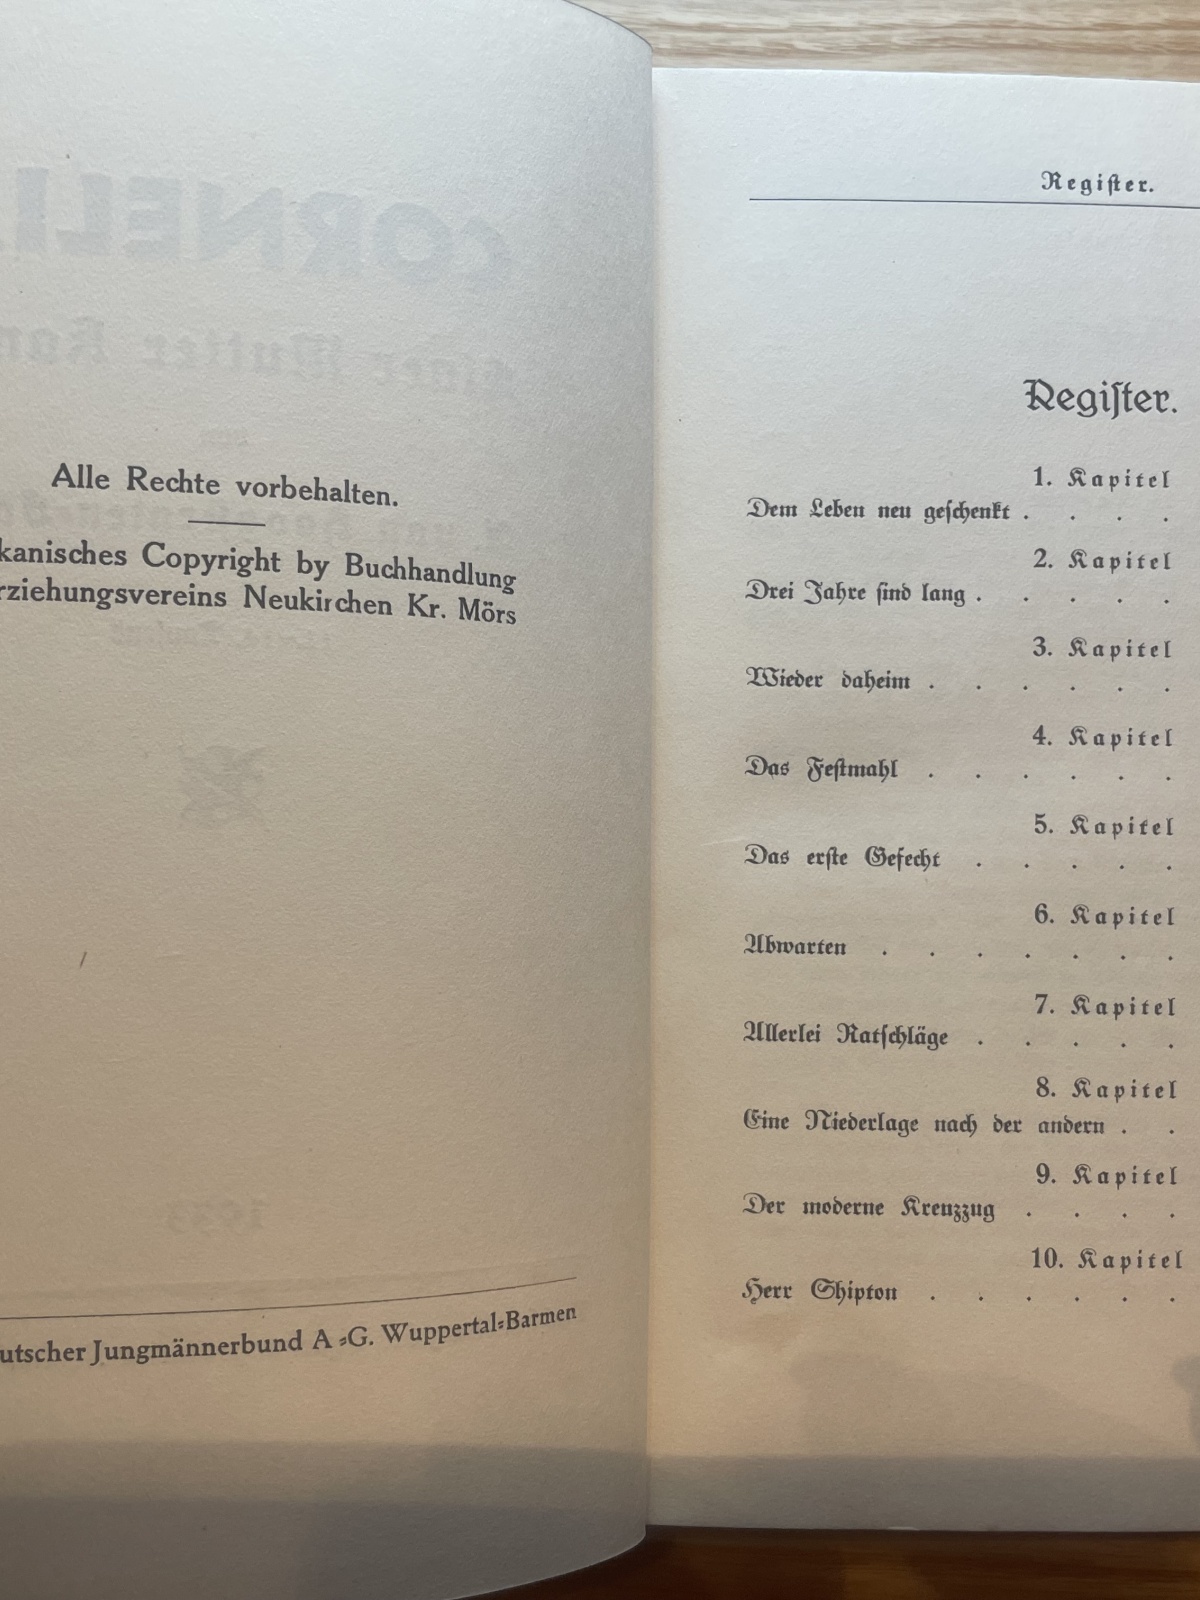 Alle Rechte vorbehalten.
kanisches Copyright by Buchhandlung
rziehungsvereins Neukirchen Kr. Mörs
utscher Jungmännerbund A.=G. Wuppertal=Barmen
Regiſter.
Regiſter.
1. Kapitel
Dem Leben neu geſchenkt . . . .
2. Kapitel
Drei Jahre ſind lang . . . . .
3. Kapitel
Wieder daheim . . . . . .
4. Kapitel
Das Feſtmahl . . . . . .
5. Kapitel
Das erſte Gefecht . . . . .
6. Kapitel
Abwarten . . . . . . .
7. Kapitel
Allerlei Ratſchläge . . . . .
8. Kapitel
Eine Niederlage nach der andern . .
9. Kapitel
Der moderne Kreuzzug . . . .
10. Kapitel
Herr Shipton . . . . . .